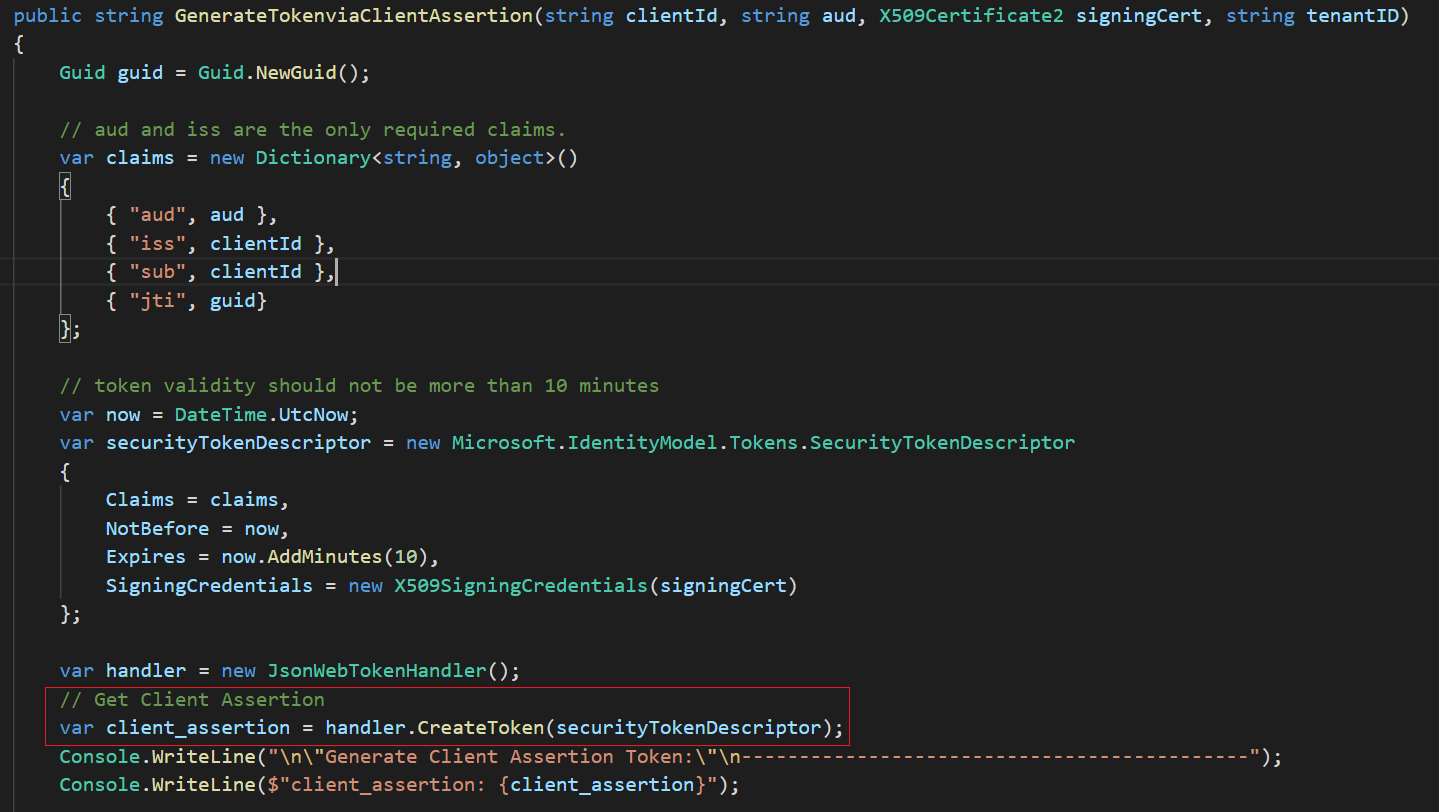 public string GenerateTokenviaClientAssertion(string clientId, string aud, X509Certificate2 signingCert, string tenantID)
{
    Guid guid = Guid.NewGuid();

    // aud and iss are the only required claims.
    var claims = new Dictionary<string, object>()
    {
        { "aud", aud },
        { "iss", clientId },
        { "sub", clientId },
        { "jti", guid}
    };

    // token validity should not be more than 10 minutes
    var now = DateTime.UtcNow;
    var securityTokenDescriptor = new Microsoft.IdentityModel.Tokens.SecurityTokenDescriptor
    {
        Claims = claims,
        NotBefore = now,
        Expires = now.AddMinutes(10),
        SigningCredentials = new X509SigningCredentials(signingCert)
    };

    var handler = new JsonWebTokenHandler();
    // Get Client Assertion
    var client_assertion = handler.CreateToken(securityTokenDescriptor);
    Console.WriteLine("\n\"Generate Client Assertion Token:\"\n--------------------------------------------");
    Console.WriteLine($"client_assertion: {client_assertion}");